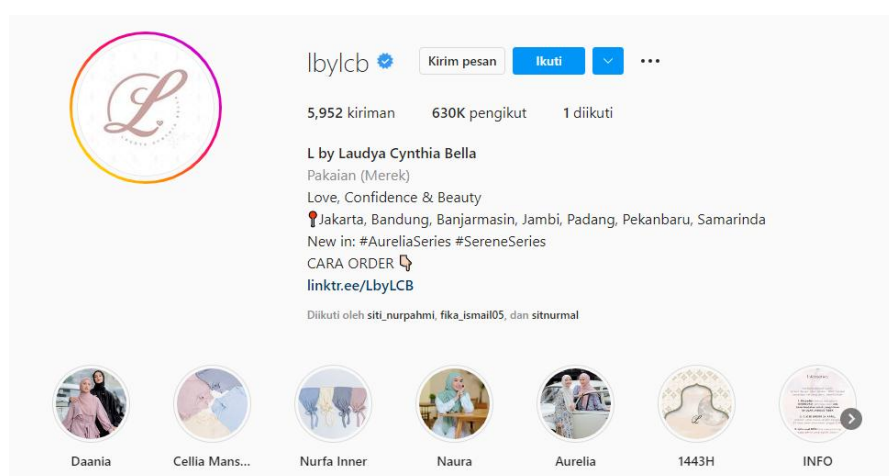 L
lbylcb Kirim pesan Ikuti
5,952 kiriman 630K pengikut 1 diikuti
L by Laudya Cynthia Bella
Pakaian (Merek)
Love, Confidence & Beauty
📍Jakarta, Bandung, Banjarmasin, Jambi, Padang, Pekanbaru, Samarinda
New in: #AureliaSeries #SereneSeries
CARA ORDER 👇🏻
linktr.ee/LbyLCB
Diikuti oleh siti_nurpahmi, fika_ismail05, dan sitnurmal
Daania Cellia Mans... Nurfa Inner Naura Aurelia 1443H INFO